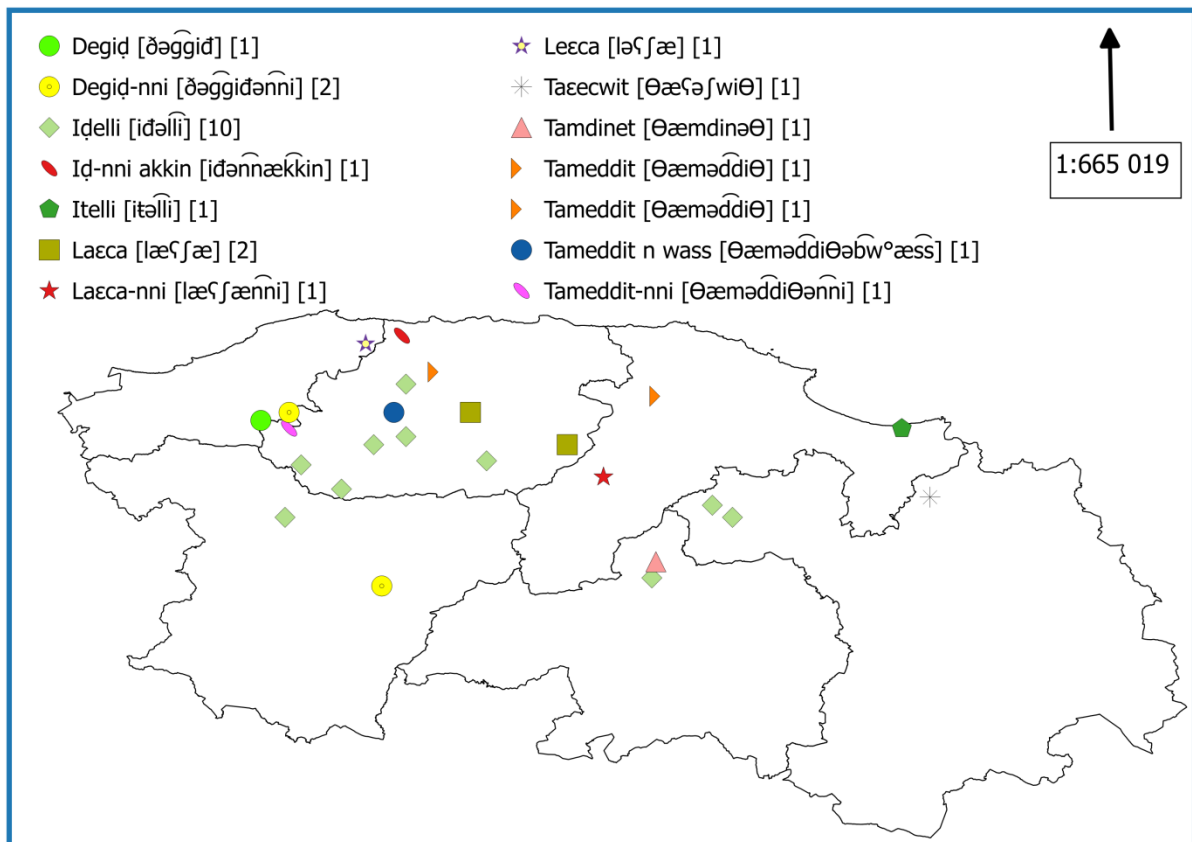 Degiḍ [ðəg͡giđ] [1]
Degiḍ-nni [ðəg͡giđən͡ni] [2]
Iḍelli [iđəl͡li] [10]
Iḍ-nni akkin [iđən͡næk͡kin] [1]
Itelli [iŧəl͡li] [1]
Laɛca [læʕʃæ] [2]
Laɛca-nni [læʕʃæn͡ni] [1]
Leɛca [ləʕʃæ] [1]
Taɛecwit [ϴæʕəʃwiϴ] [1]
Tamdinet [ϴæmdinəϴ] [1]
Tameddit [ϴæməd͡diϴ] [1]
Tameddit [ϴæməd͡diϴ] [1]
Tameddit n wass [ϴæməd͡diϴəb͡w°æs͡s] [1]
Tameddit-nni [ϴæməd͡diϴən͡ni] [1]
1:665 019